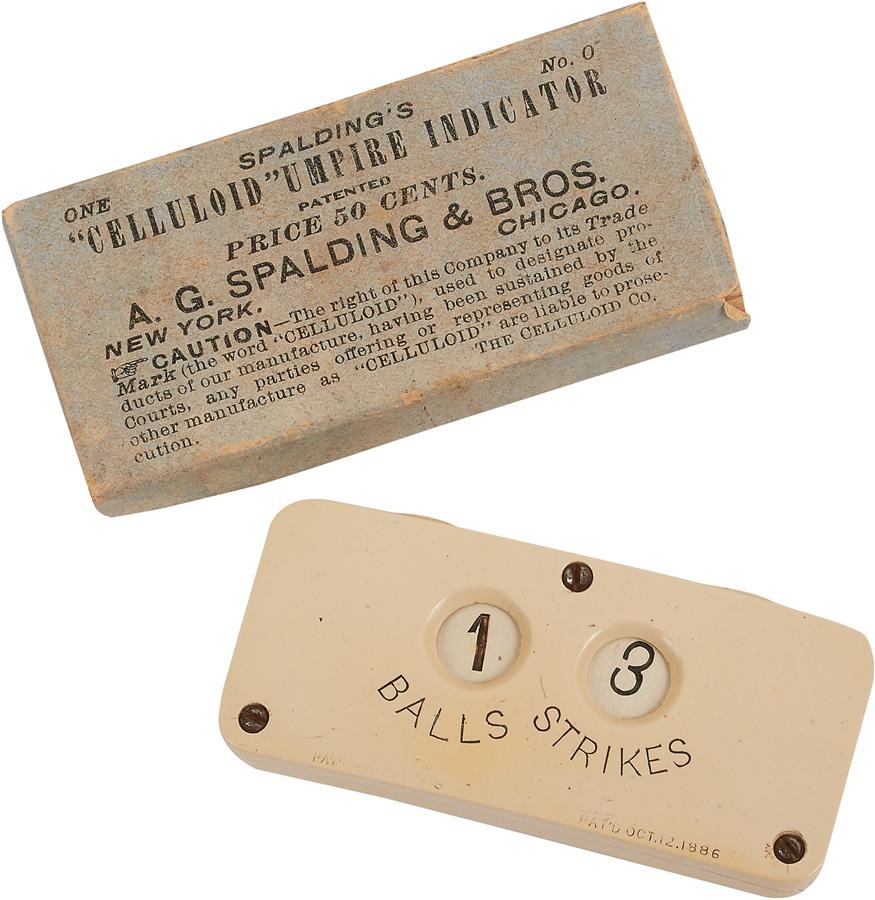 No. 0
SPALDING'S
ONE "CELLULOID" UMPIRE INDICATOR
PATENTED
PRICE 50 CENTS.
A. G. SPALDING & BROS.
NEW YORK. CHICAGO.
CAUTION—The right of this Company to its Trade
Mark (the word "CELLULOID"), used to designate pro-
ducts of our manufacture, having been sustained by the
Courts, any parties offering or representing goods of
other manufacture as "CELLULOID" are liable to prose-
cution. THE CELLULOID CO.
1 3
BALLS STRIKES
PAT'D OCT.12.1886